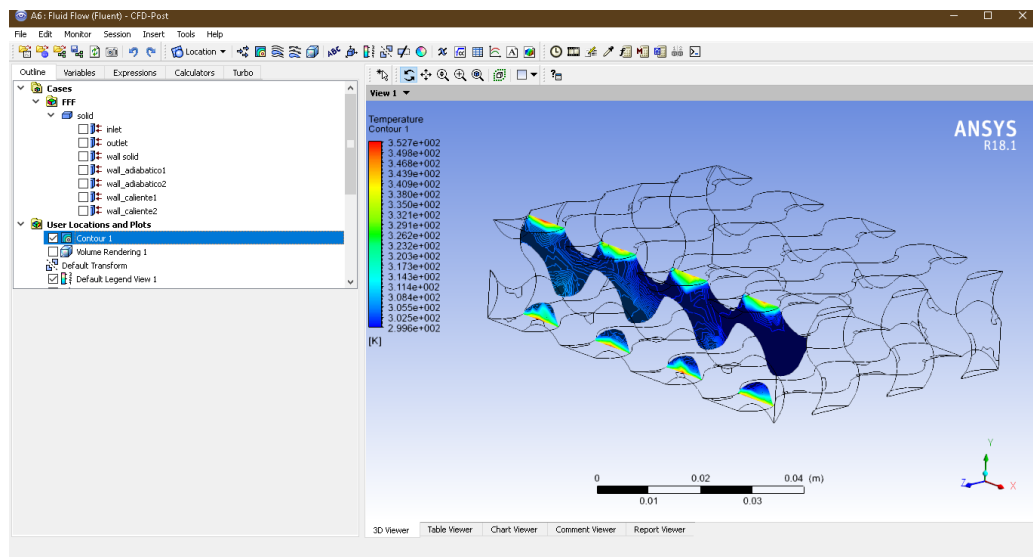 A6: Fluid Flow (Fluent) - CFD-Post
File Edit Monitor Session Insert Tools Help
Location
Outline Variables Expressions Calculators Turbo
Cases
FFF
solid
inlet
outlet
wall solid
wall_adiabatico1
wall_adiabatico2
wall_caliente1
wall_caliente2
User Locations and Plots
Contour 1
Volume Rendering 1
Default Transform
Default Legend View 1
View 1
Temperature
Contour 1
3.527e+002
3.498e+002
3.468e+002
3.439e+002
3.409e+002
3.380e+002
3.350e+002
3.321e+002
3.291e+002
3.262e+002
3.232e+002
3.203e+002
3.173e+002
3.143e+002
3.114e+002
3.084e+002
3.055e+002
3.025e+002
2.996e+002
[K]
ANSYS
R18.1
0 0.02 0.04 (m)
0.01 0.03
Y
Z X
3D Viewer Table Viewer Chart Viewer Comment Viewer Report Viewer